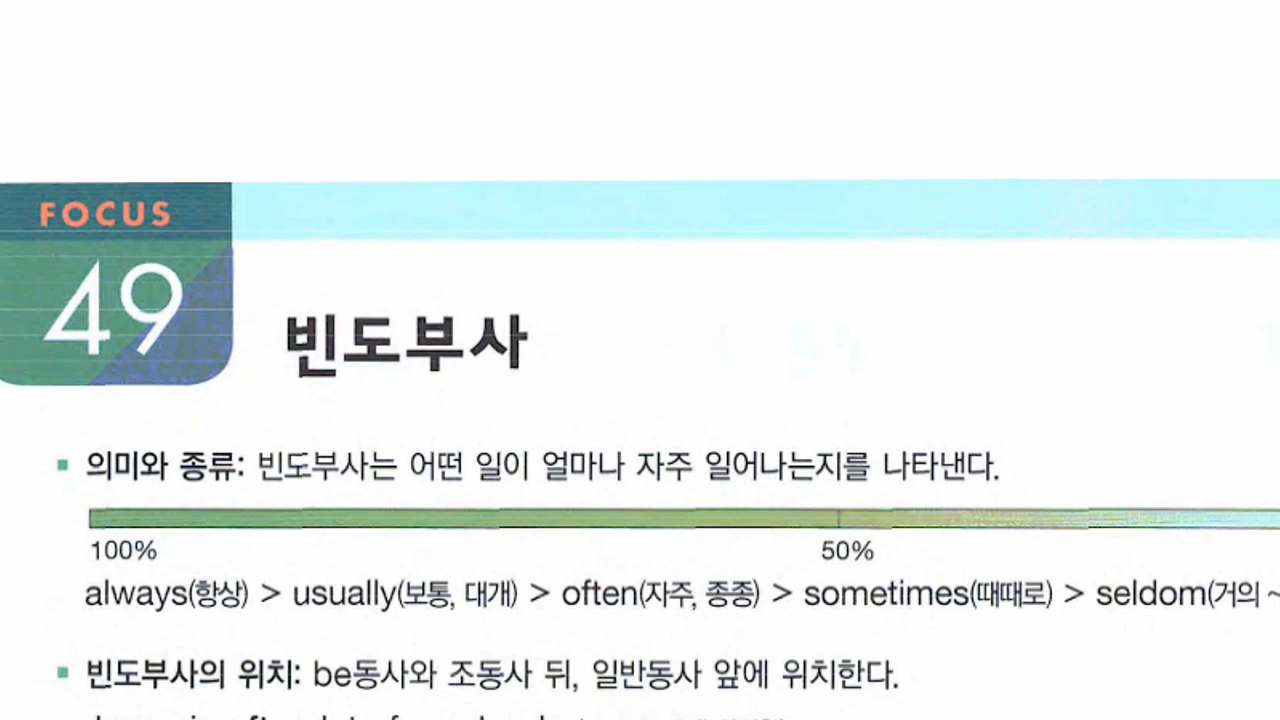 FOCUS
49
빈도부사
의미와 종류: 빈도부사는 어떤 일이 얼마나 자주 일어나는지를 나타낸다.
100% 50%
always(항상) > usually(보통, 대개) > often(자주, 종종) > sometimes(때때로) > seldom(거의 ~
빈도부사의 위치: be동사와 조동사 뒤, 일반동사 앞에 위치한다.